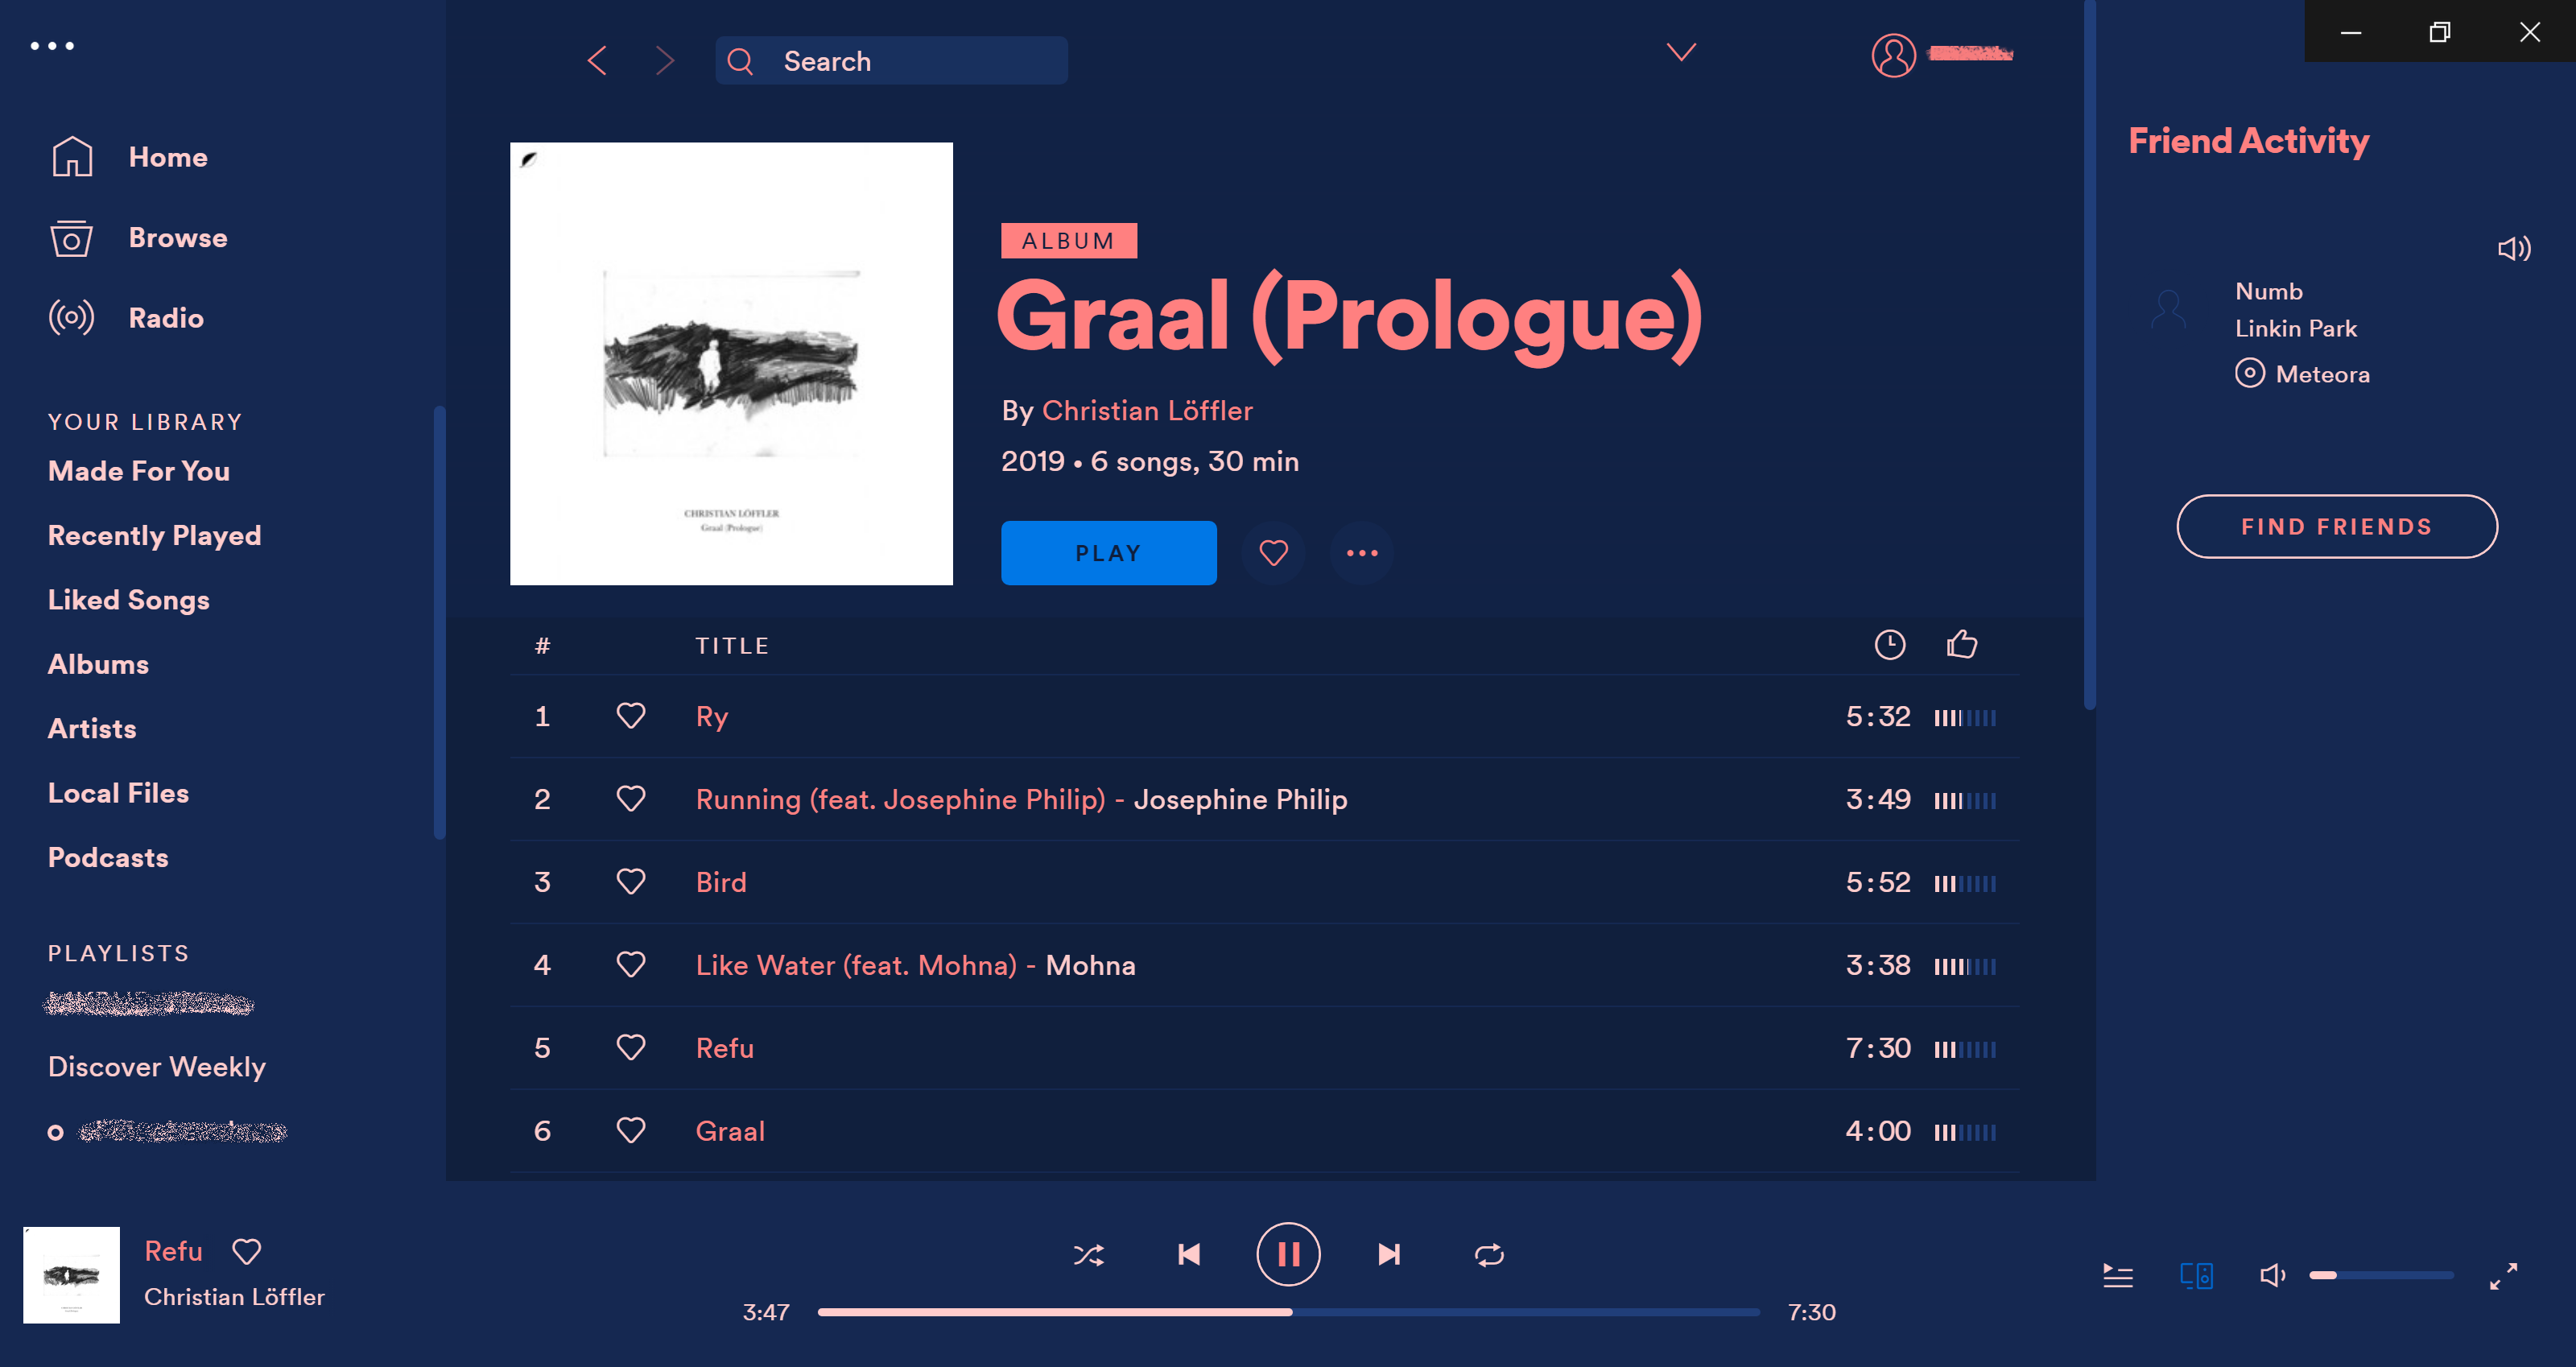 Home
Browse
Radio
YOUR LIBRARY
Made For You
Recently Played
Liked Songs
Albums
Artists
Local Files
Podcasts
PLAYLISTS
Discover Weekly
Search
CHRISTIAN LÖFFLER
Graal (Prologue)
ALBUM
Graal (Prologue)
By Christian Löffler
2019 • 6 songs, 30 min
PLAY
# TITLE
1 Ry 5:32
2 Running (feat. Josephine Philip) - Josephine Philip 3:49
3 Bird 5:52
4 Like Water (feat. Mohna) - Mohna 3:38
5 Refu 7:30
6 Graal 4:00
Friend Activity
Numb
Linkin Park
Meteora
FIND FRIENDS
Refu
Christian Löffler
3:47 7:30